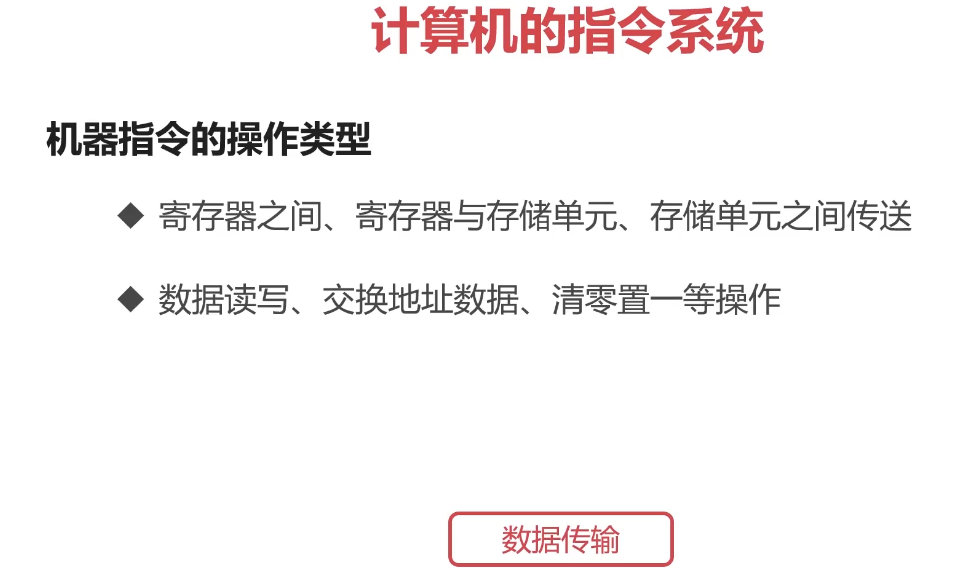 计算机的指令系统
机器指令的操作类型
◆ 寄存器之间、寄存器与存储单元、存储单元之间传送
◆ 数据读写、交换地址数据、清零置一等操作
数据传输